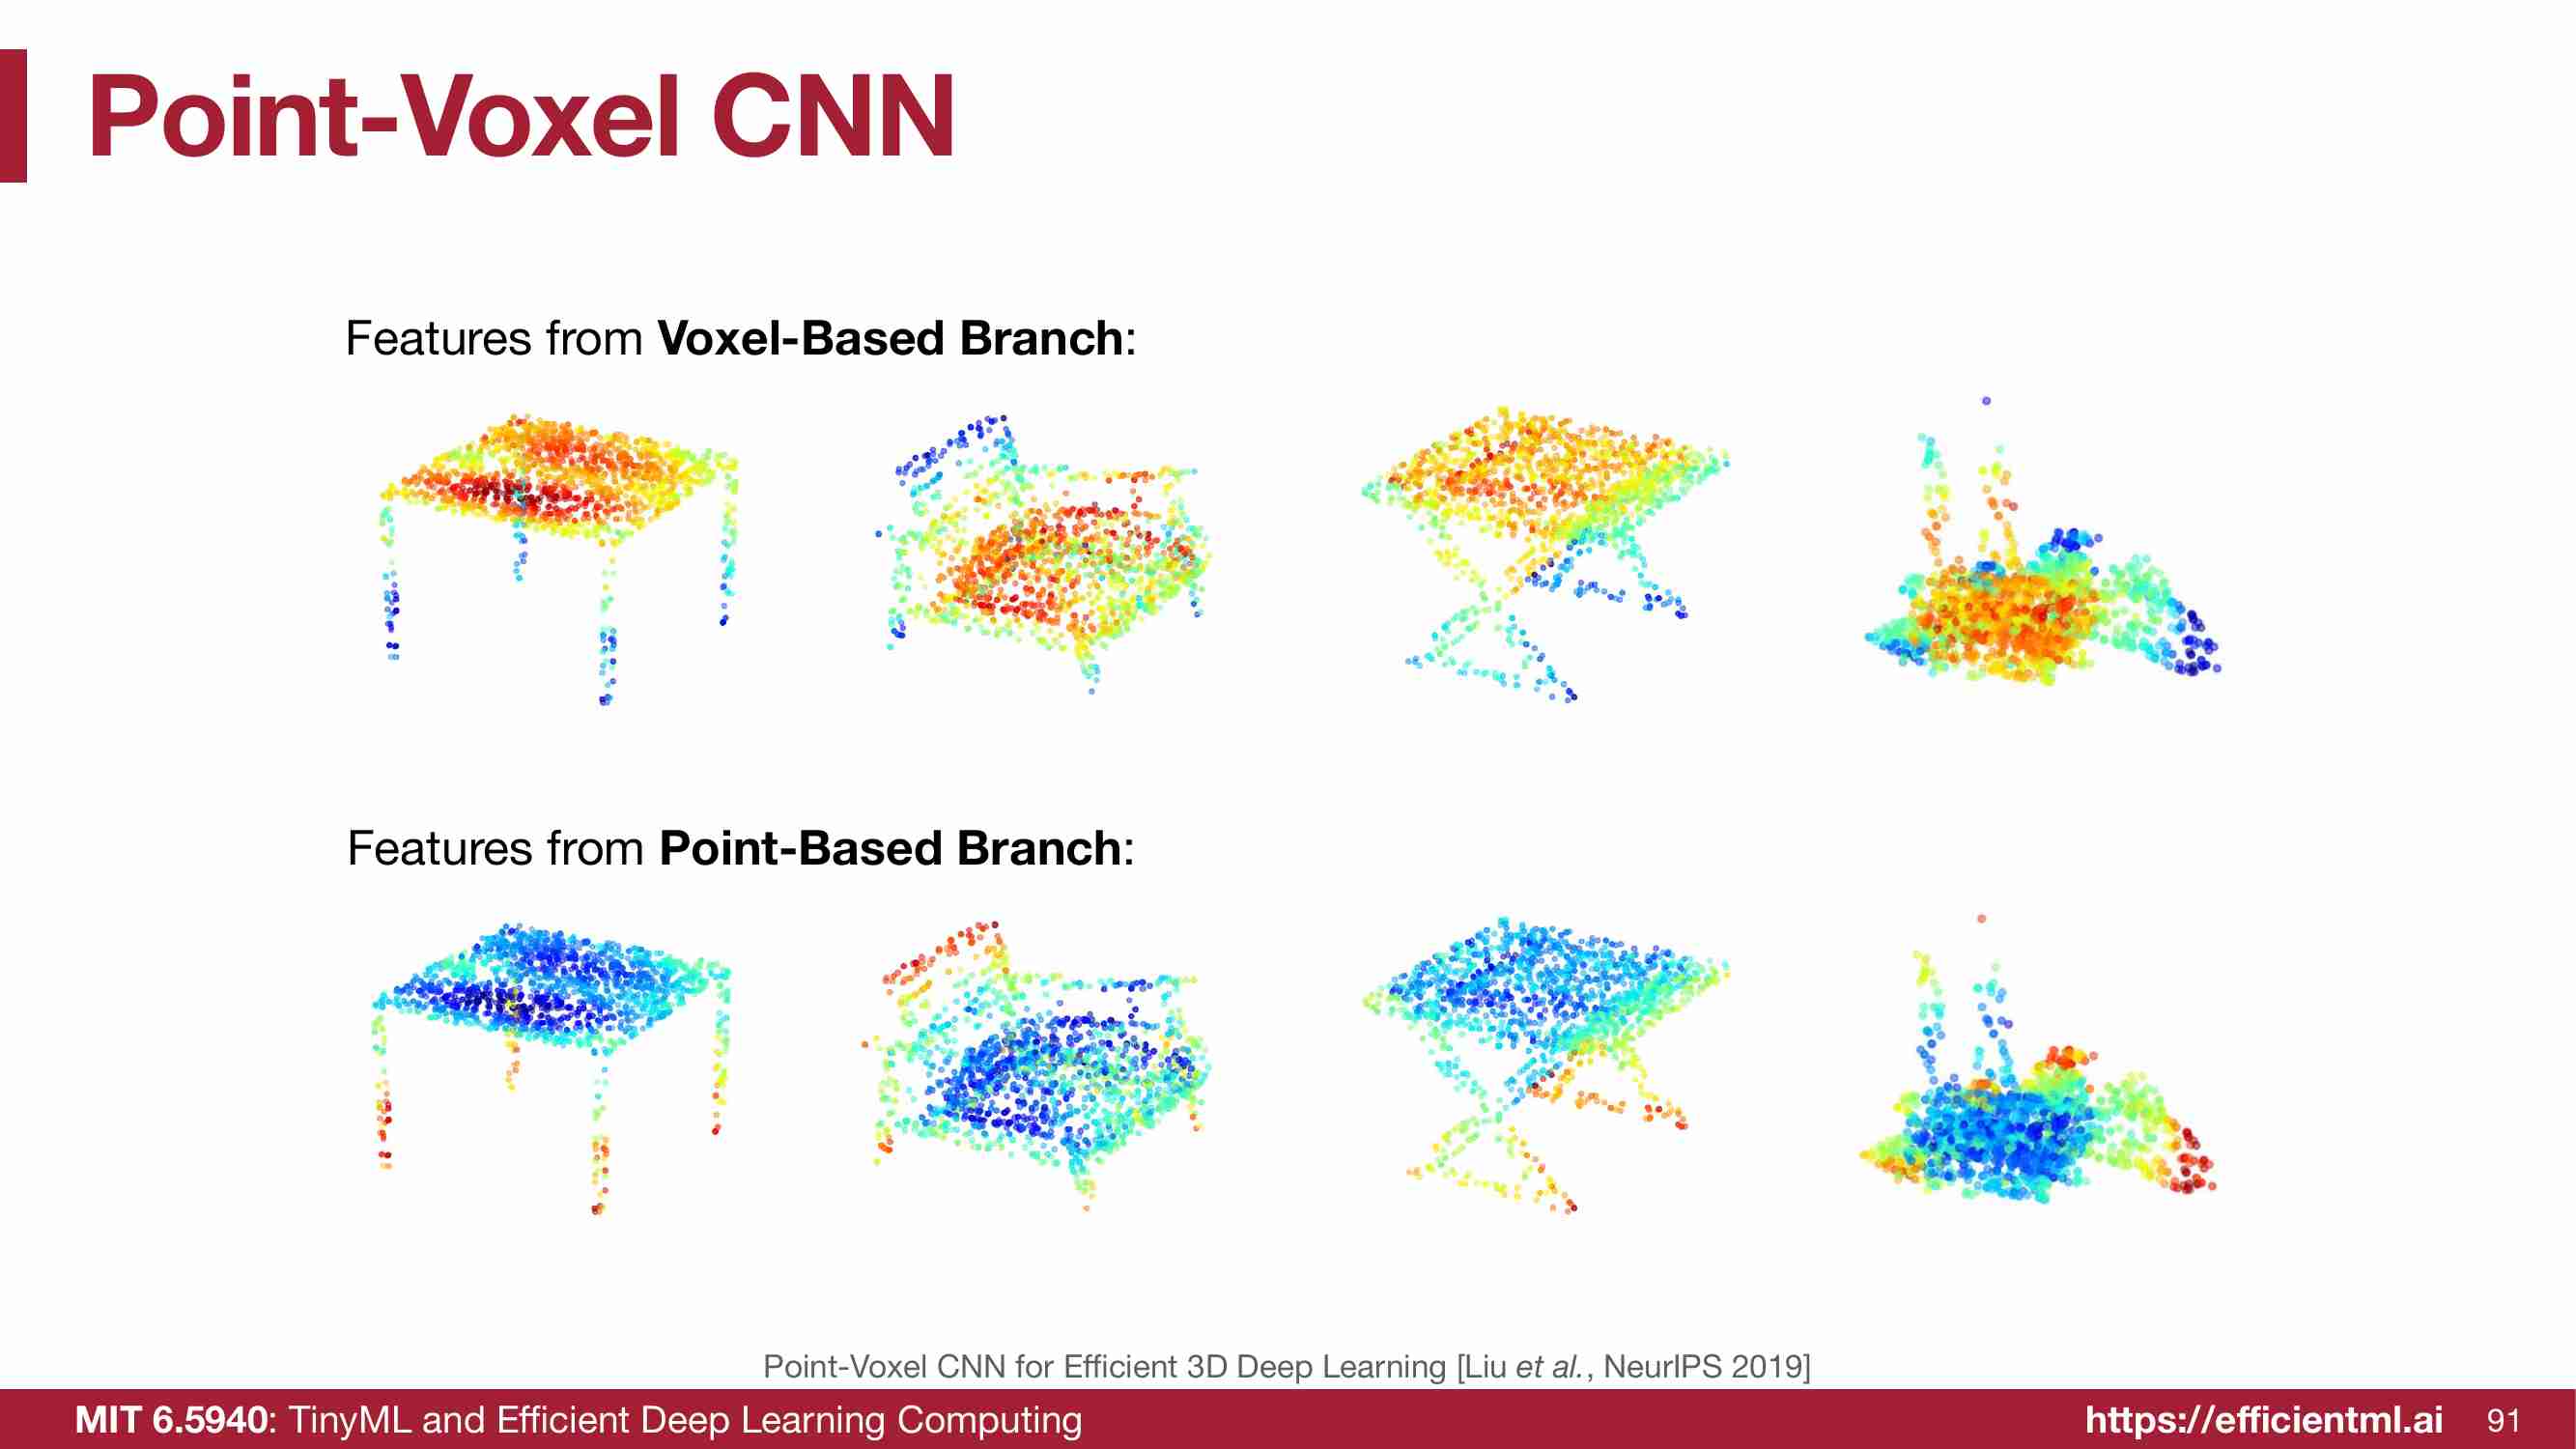 Point-Voxel CNN
Features from Voxel-Based Branch:
Features from Point-Based Branch:
Point-Voxel CNN for Efficient 3D Deep Learning [Liu et al., NeurIPS 2019]
MIT 6.5940: TinyML and Efficient Deep Learning Computing
https://efficientml.ai 91